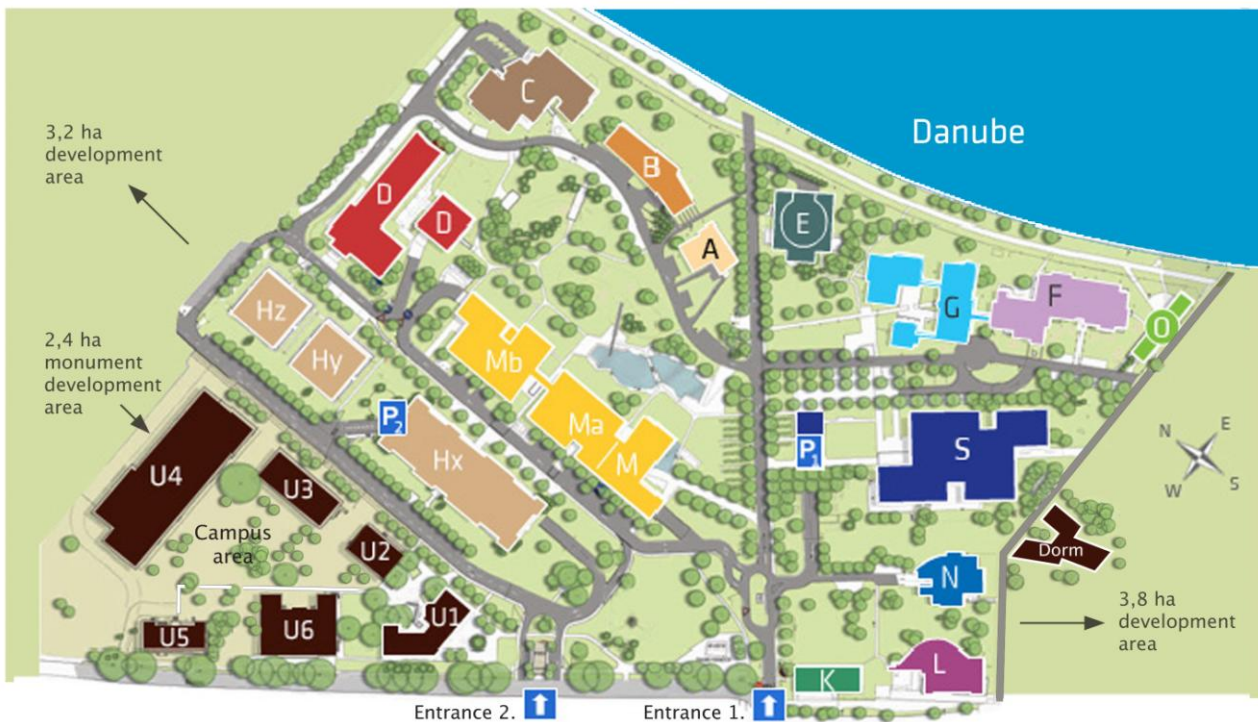 C
Danube
3,2 ha
development
area
B
D
D
E
A
G
F
O
Hz
Hy
Mb
2,4 ha
monument
development
area
P2
Ma
M
Hx
P1
S
N
E
W
S
U4
U3
Campus
area
U2
Dorm
N
3,8 ha
development
area
U5
U6
U1
L
K
Entrance 2.
Entrance 1.